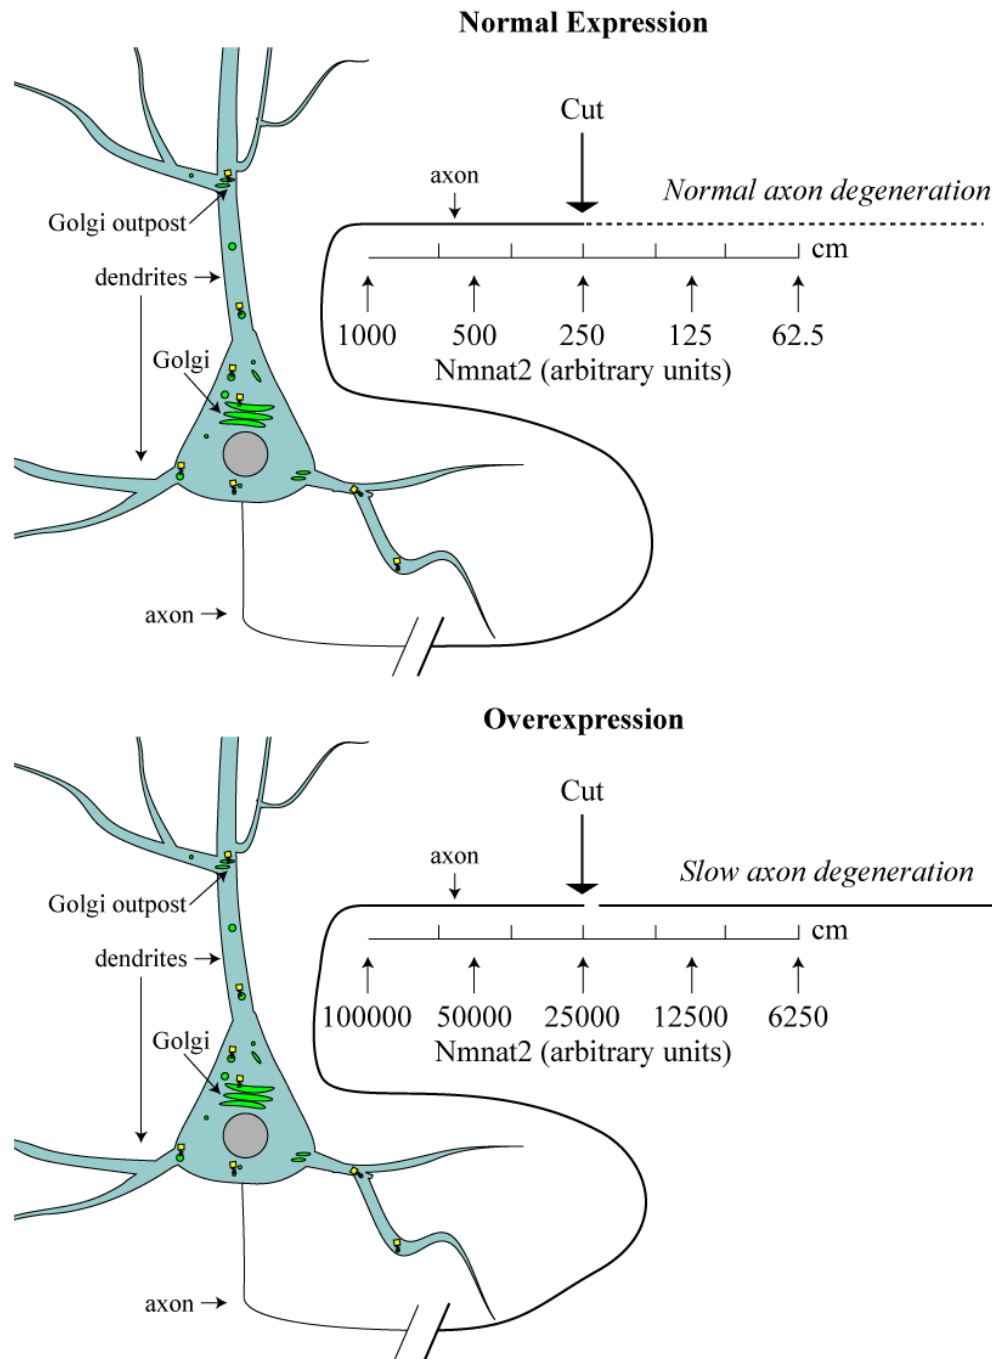 Normal Expression
Cut
axon
Normal axon degeneration
Golgi outpost
cm
dendrites
1000 500 250 125 62.5
Golgi
Nmnat2 (arbitrary units)
axon
Overexpression
Cut
axon
Slow axon degeneration
Golgi outpost
cm
dendrites
100000 50000 25000 12500 6250
Golgi
Nmnat2 (arbitrary units)
axon